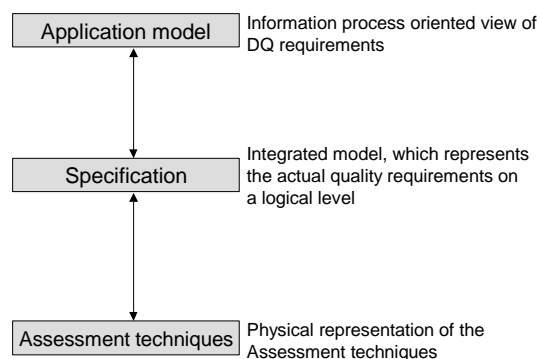 Application model
Information process oriented view of
DQ requirements
Specification
Integrated model, which represents
the actual quality requirements on
a logical level
Assessment techniques
Physical representation of the
Assessment techniques